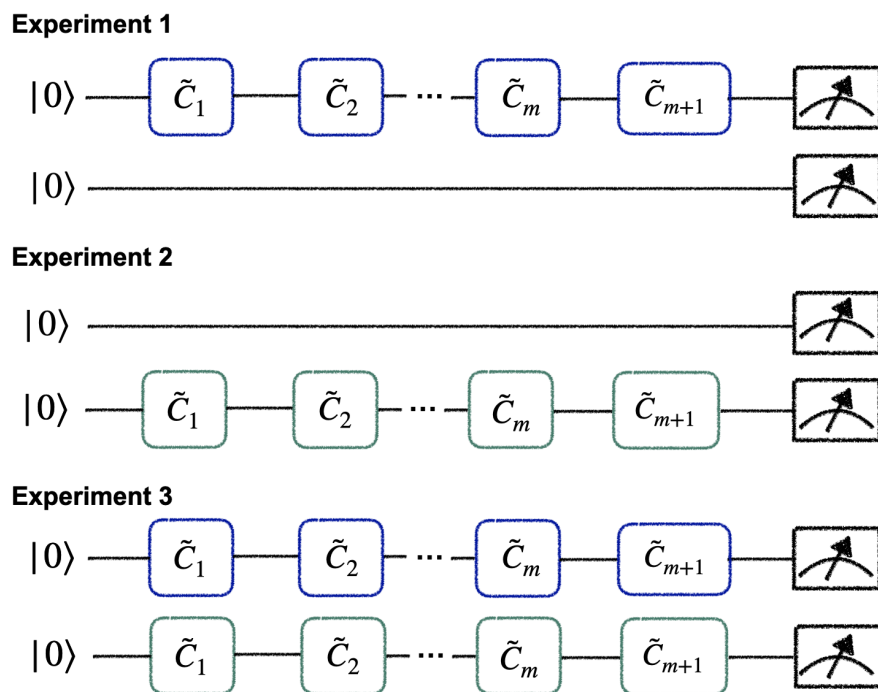 Experiment 1
|0⟩ C̃₁ C̃₂ ... C̃ₘ C̃ₘ₊₁
|0⟩
Experiment 2
|0⟩
|0⟩ C̃₁ C̃₂ ... C̃ₘ C̃ₘ₊₁
Experiment 3
|0⟩ C̃₁ C̃₂ ... C̃ₘ C̃ₘ₊₁
|0⟩ C̃₁ C̃₂ ... C̃ₘ C̃ₘ₊₁